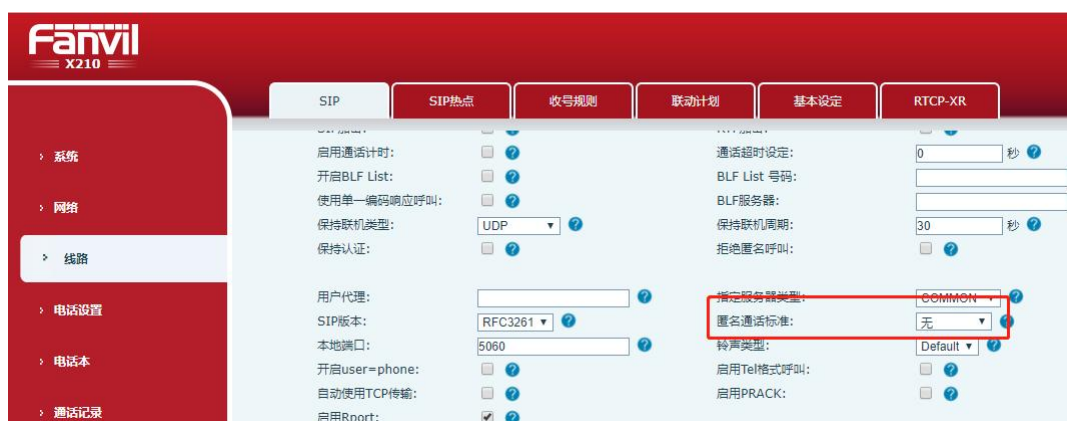 Fanvil
X210
SIP SIP热点 收号规则 联动计划 基本设定 RTCP-XR
启用通话计时: 通话超时设定: 0 秒
› 系统
开启BLF List: BLF List 号码:
使用单一编码响应呼叫: BLF服务器:
› 网络
保持联机类型: UDP 保持联机周期: 30 秒
保持认证: 拒绝匿名呼叫:
› 线路
用户代理: 指定服务器类型: COMMON
› 电话设置
SIP版本: RFC3261 匿名通话标准: 无
本地端口: 5060 铃声类型: Default
› 电话本
开启user=phone: 启用Tel格式呼叫:
自动使用TCP传输: 启用PRACK:
› 通话记录
启用Rport: